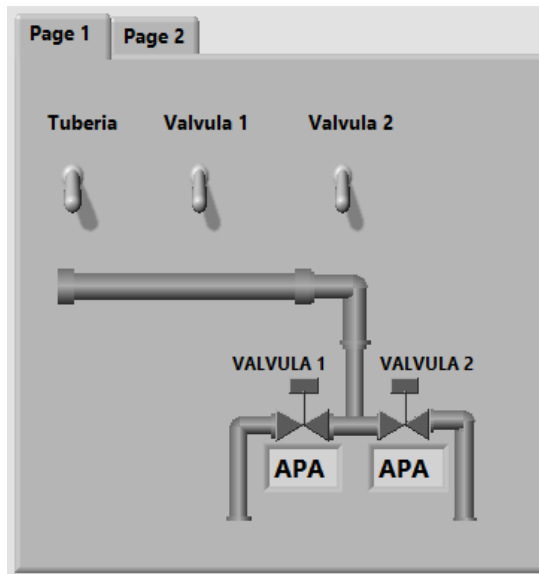 Page 1 Page 2
Tuberia Valvula 1 Valvula 2
VALVULA 1 VALVULA 2
APA APA